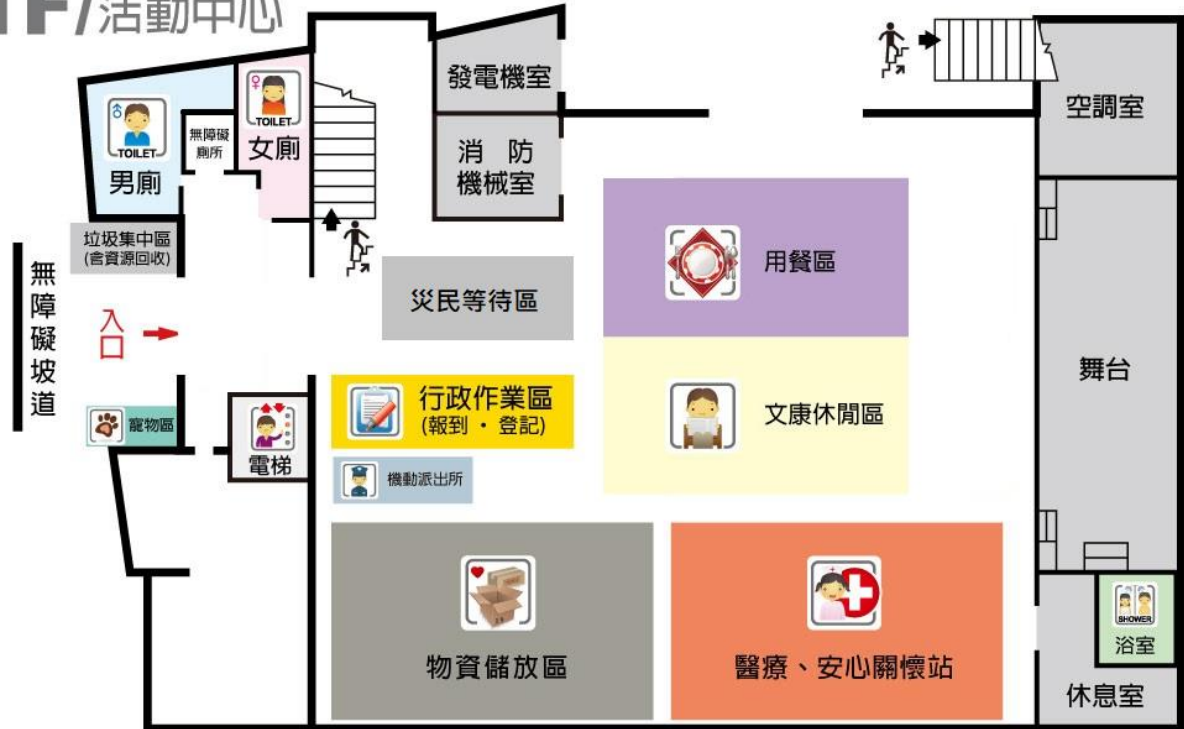 1F/活動中心
發電機室
空調室
TOILET
男廁
無障礙
廁所
TOILET
女廁
消防
機械室
垃圾集中區
(含資源回收)
無障礙坡道
入口
災民等待區
用餐區
舞台
行政作業區
(報到・登記)
文康休閒區
寵物區
電梯
機動派出所
物資儲放區
醫療、安心關懷站
SHOWER
浴室
休息室